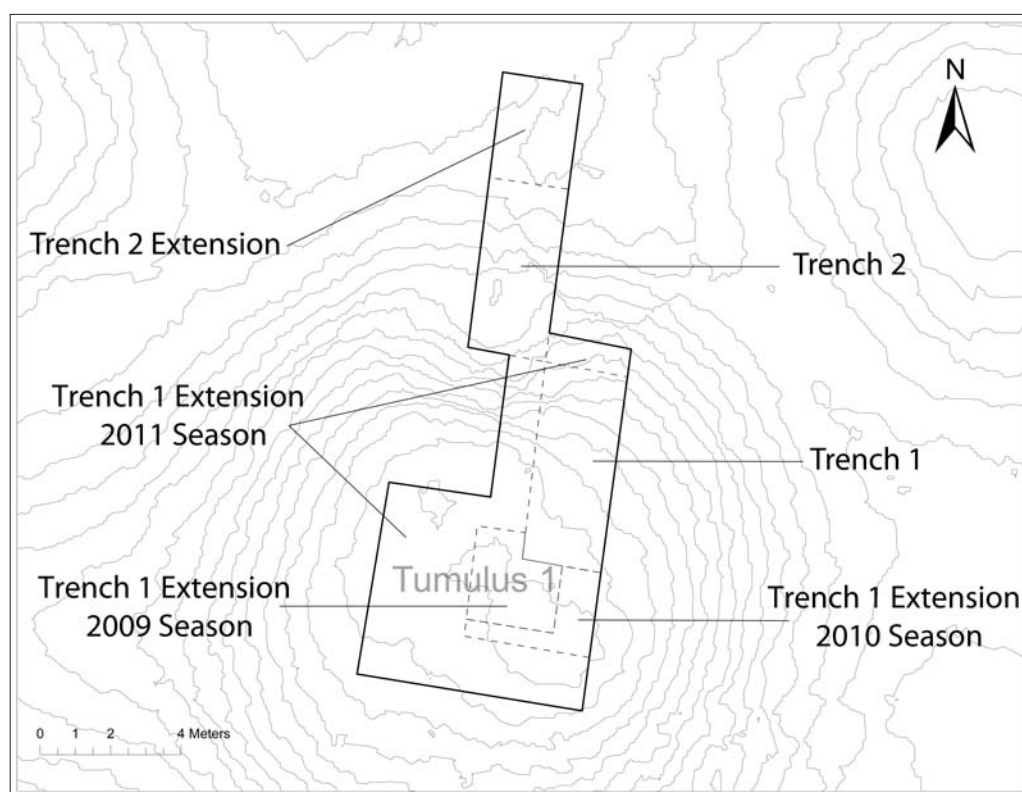 N
Trench 2 Extension
Trench 2
Trench 1 Extension
2011 Season
Trench 1
Tumulus 1
Trench 1 Extension
2009 Season
Trench 1 Extension
2010 Season
0 1 2 4 Meters